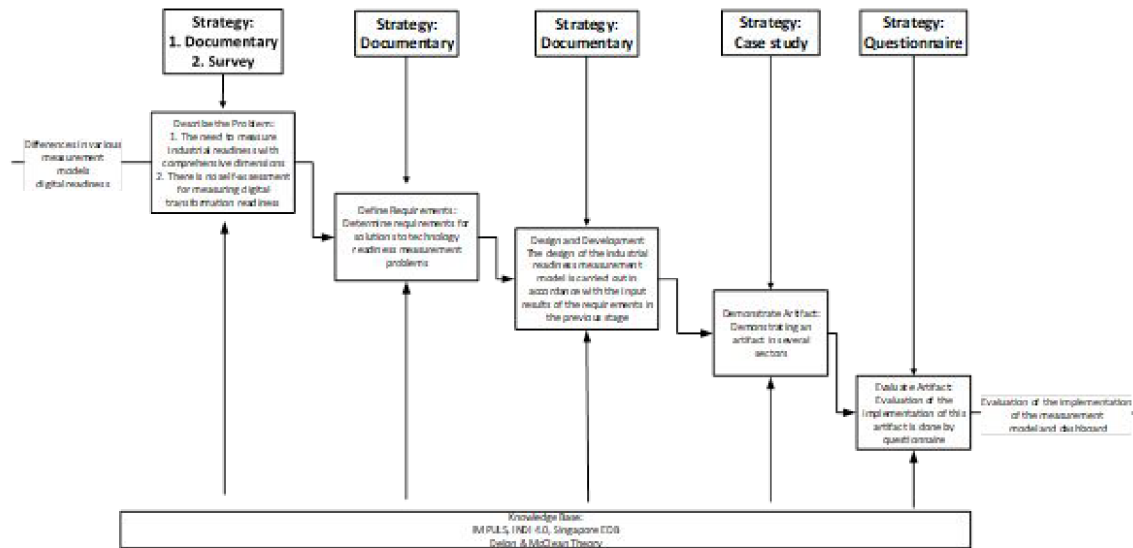 Strategy:
1. Documentary
2. Survey
Strategy:
Documentary
Strategy:
Documentary
Strategy:
Case study
Strategy:
Questionnaire
Differences in various
measurement
models
digital readiness
Describe the Problem:
1. The need to measure
industrial readiness with
comprehensive dimensions
2. There is no self-assessment
for measuring digital
transformation readiness
Define Requirements:
Determine requirements for
solutions to technology
readiness measurement
problems
Design and Development
The design of the industrial
readiness measurement
model is carried out in
accordance with the input
results of the requirements in
the previous stage
Demonstrate Artifact:
Demonstrating an
artifact in several
sectors
Evaluate Artifact:
Evaluation of the
implementation of this
artifact is done by
questionnaire
Evaluation of the implementation
of the measurement
model and dashboard
Knowledge Base:
IMPULS, INDI 4.0, Singapore EDB
Delon & McClean Theory